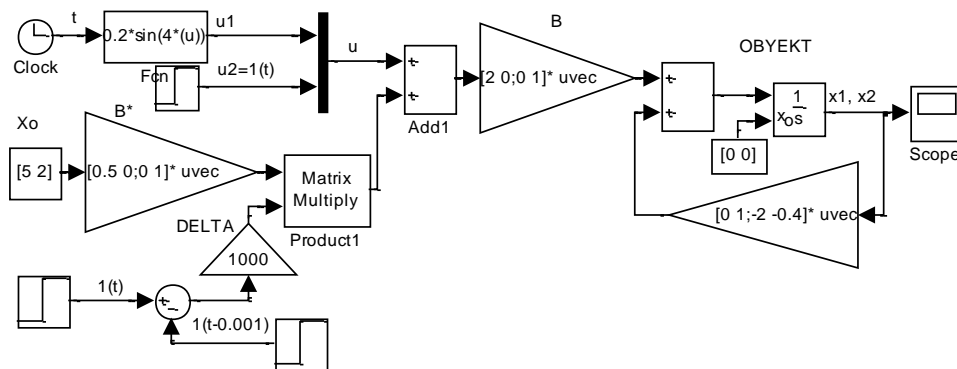 t
0.2*sin(4*(u))
u1
Clock
Fcn
u2=1(t)
u
+
+
Add1
B
[2 0;0 1]* uvec
OBYEKT
+
+
1
s
xo
x1, x2
[0 0]
Scope
[0 1;-2 -0.4]* uvec
Xo
[5 2]
B*
[0.5 0;0 1]* uvec
Matrix
Multiply
Product1
DELTA
1000
1(t)
+
-
1(t-0.001)